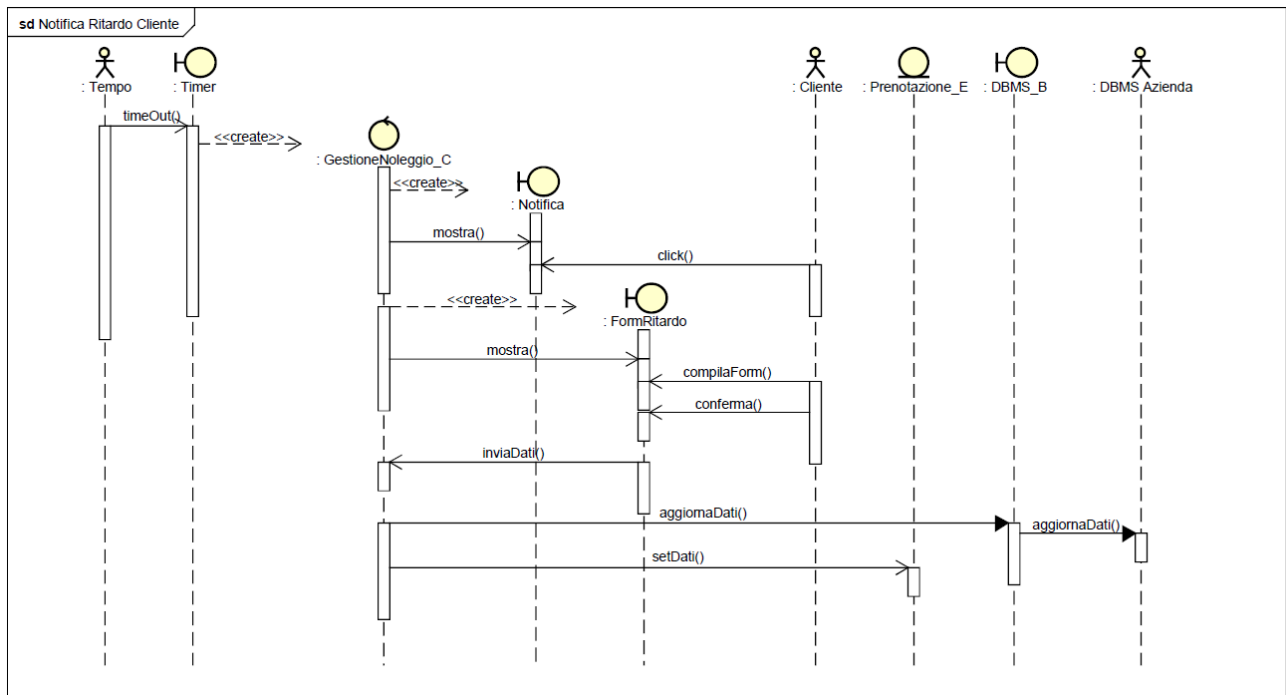 sd Notifica Ritardo Cliente
: Tempo
: Timer
: Cliente
: Prenotazione_E
: DBMS_B
: DBMS Azienda
timeOut()
<<create>>
: GestioneNoleggio_C
<<create>>
: Notifica
mostra()
click()
<<create>>
: FormRitardo
mostra()
compilaForm()
conferma()
inviaDati()
aggiornaDati()
aggiornaDati()
setDati()